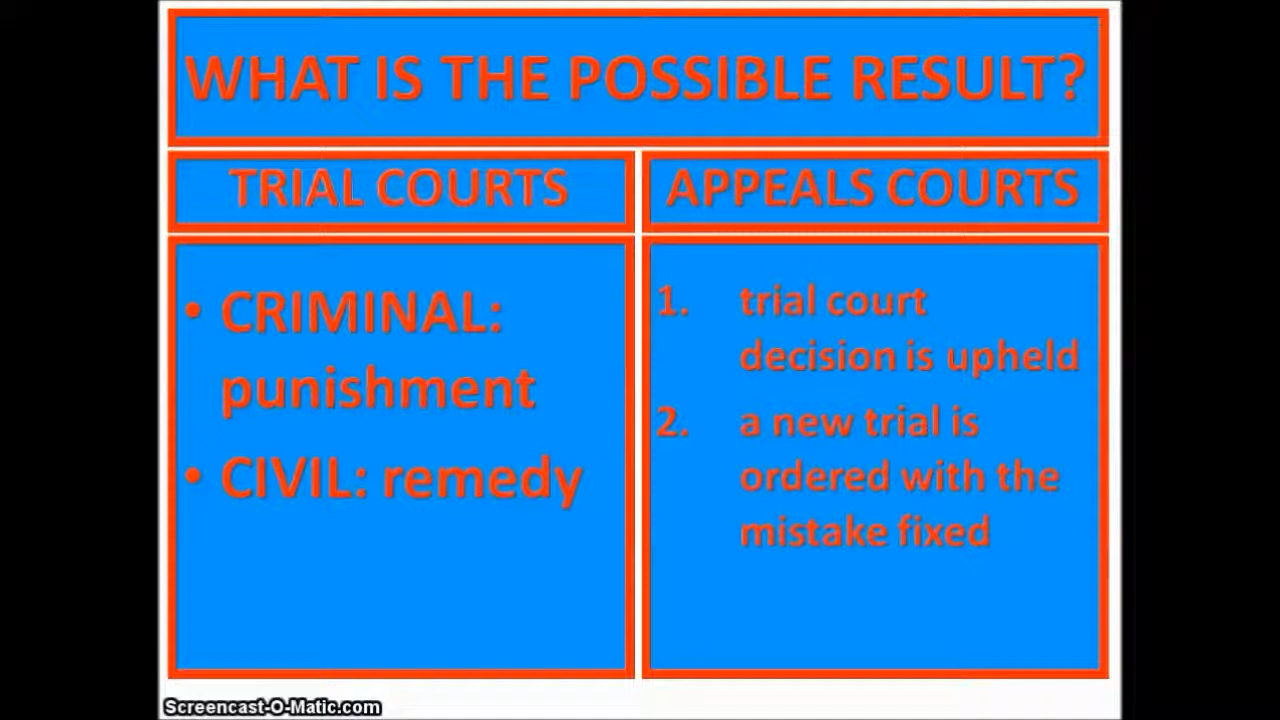 WHAT IS THE POSSIBLE RESULT?
TRIAL COURTS
• CRIMINAL:
punishment
• CIVIL: remedy
APPEALS COURTS
1. trial court
decision is upheld
2. a new trial is
ordered with the
mistake fixed
Screencast-O-Matic.com